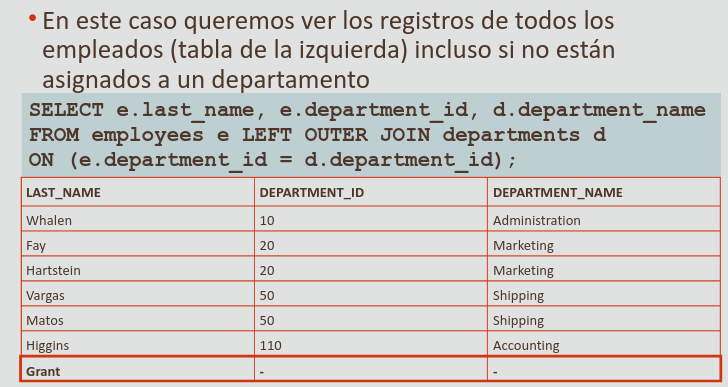 • En este caso queremos ver los registros de todos los
empleados (tabla de la izquierda) incluso si no están
asignados a un departamento
SELECT e.last_name, e.department_id, d.department_name
FROM employees e LEFT OUTER JOIN departments d
ON (e.department_id = d.department_id);
LAST_NAME DEPARTMENT_ID DEPARTMENT_NAME
Whalen 10 Administration
Fay 20 Marketing
Hartstein 20 Marketing
Vargas 50 Shipping
Matos 50 Shipping
Higgins 110 Accounting
Grant - -